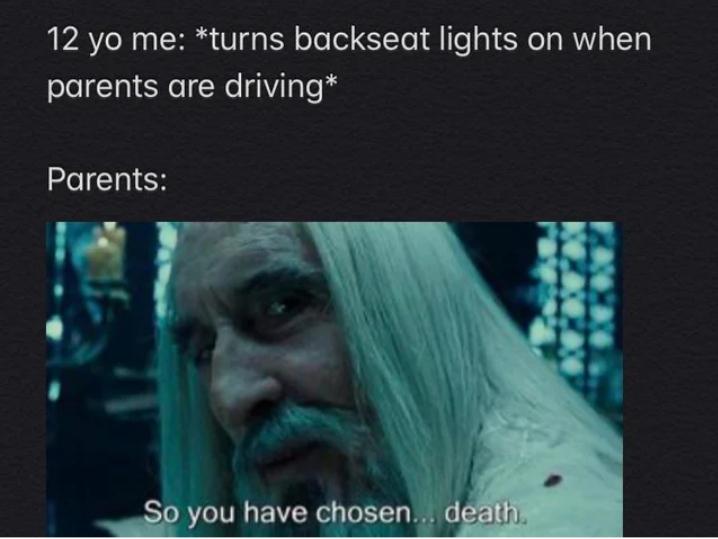 12 yo me: *turns backseat lights on when
parents are driving*
Parents:
So you have chosen... death.